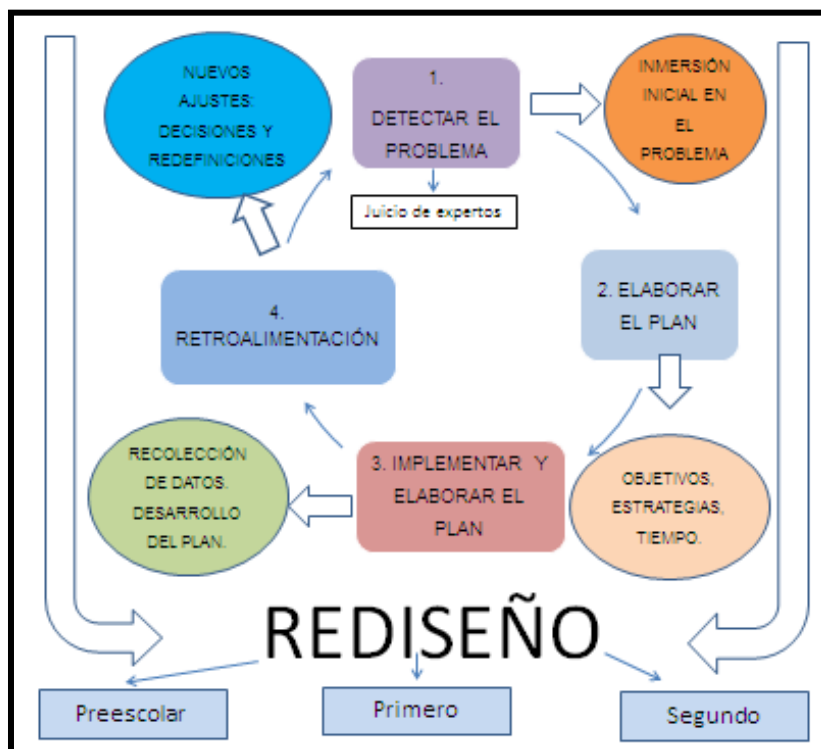 NUEVOS
AJUSTES:
DECISIONES Y
REDEFINICIONES
1.
DETECTAR EL
PROBLEMA
INMERSIÓN
INICIAL EN
EL
PROBLEMA
Juicio de expertos
4.
RETROALIMENTACIÓN
2. ELABORAR
EL PLAN
RECOLECCIÓN
DE DATOS.
DESARROLLO
DEL PLAN.
3. IMPLEMENTAR Y
ELABORAR EL
PLAN
OBJETIVOS,
ESTRATEGIAS,
TIEMPO.
REDISEÑO
Preescolar
Primero
Segundo